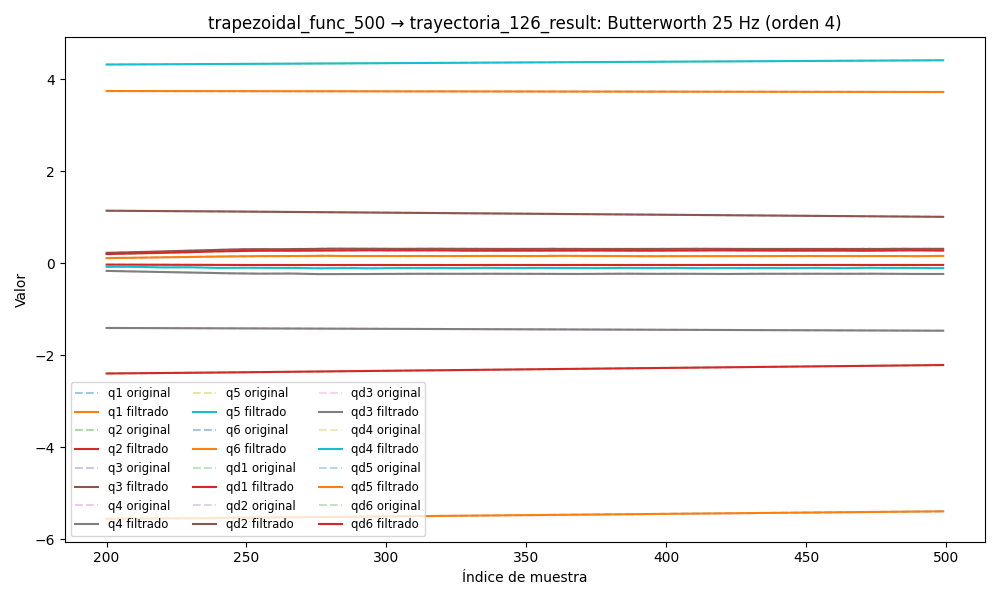 trapezoidal_func_500 → trayectoria_126_result: Butterworth 25 Hz (orden 4)
Valor
4
2
0
−2
−4
−6
q1 original
q1 filtrado
q2 original
q2 filtrado
q3 original
q3 filtrado
q4 original
q4 filtrado
q5 original
q5 filtrado
q6 original
q6 filtrado
qd1 original
qd1 filtrado
qd2 original
qd2 filtrado
qd3 original
qd3 filtrado
qd4 original
qd4 filtrado
qd5 original
qd5 filtrado
qd6 original
qd6 filtrado
200 250 300 350 400 450 500
Índice de muestra